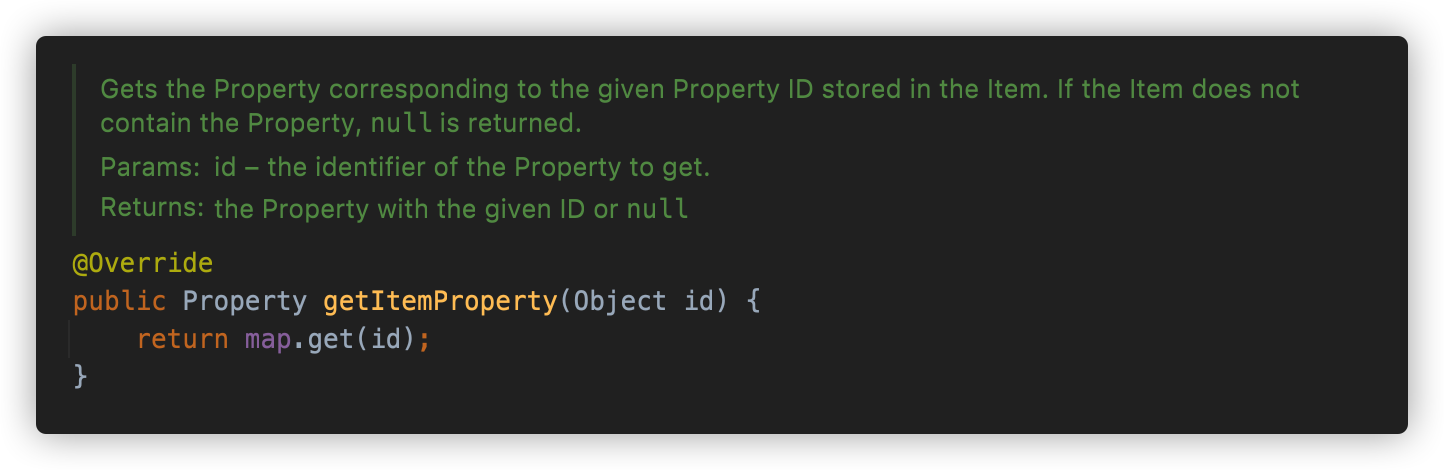 Gets the Property corresponding to the given Property ID stored in the Item. If the Item does not
contain the Property, null is returned.
Params: id – the identifier of the Property to get.
Returns: the Property with the given ID or null
@Override
public Property getItemProperty(Object id) {
    return map.get(id);
}